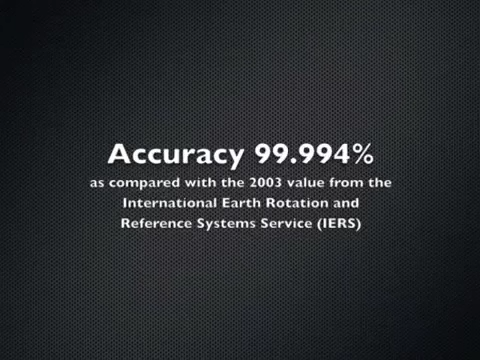 Accuracy 99.994%
as compared with the 2003 value from the
International Earth Rotation and
Reference Systems Service (IERS)